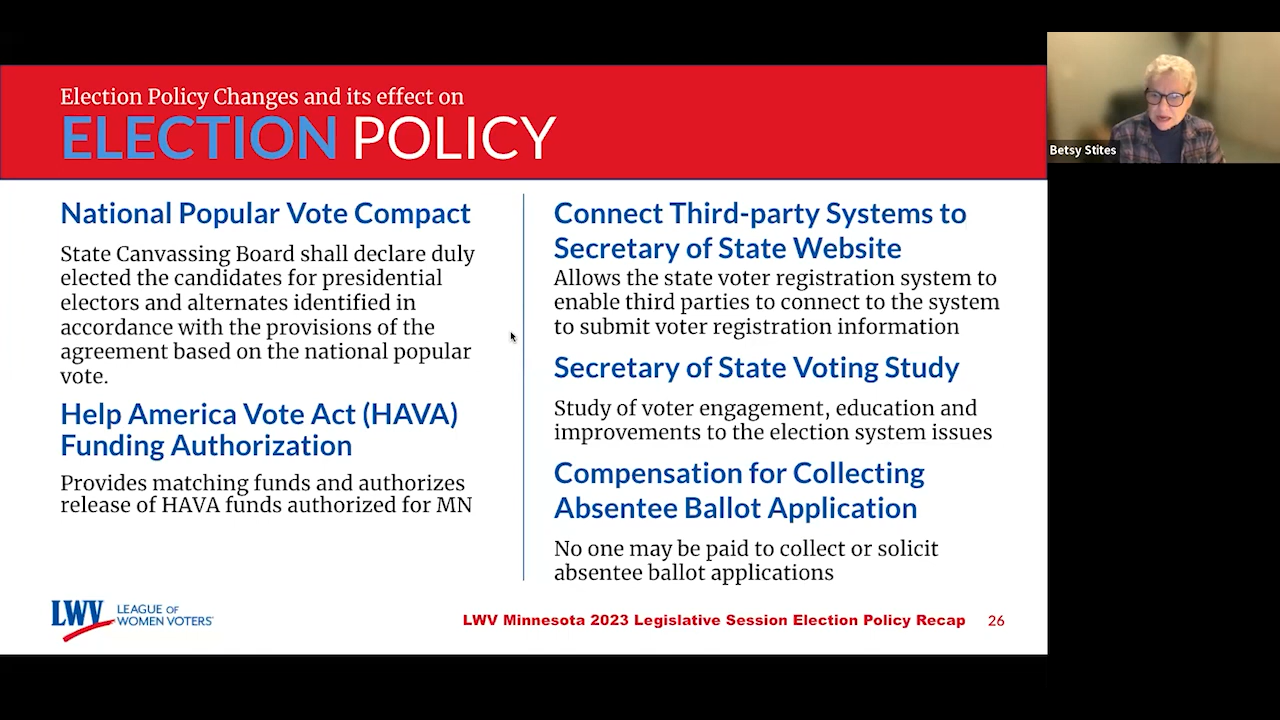 Election Policy Changes and its effect on
ELECTION POLICY
National Popular Vote Compact
State Canvassing Board shall declare duly
elected the candidates for presidential
electors and alternates identified in
accordance with the provisions of the
agreement based on the national popular
vote.
Help America Vote Act (HAVA)
Funding Authorization
Provides matching funds and authorizes
release of HAVA funds authorized for MN
Connect Third-party Systems to
Secretary of State Website
Allows the state voter registration system to
enable third parties to connect to the system
to submit voter registration information
Secretary of State Voting Study
Study of voter engagement, education and
improvements to the election system issues
Compensation for Collecting
Absentee Ballot Application
No one may be paid to collect or solicit
absentee ballot applications
LWV LEAGUE OF
WOMEN VOTERS®
LWV Minnesota 2023 Legislative Session Election Policy Recap 26
Betsy Stites